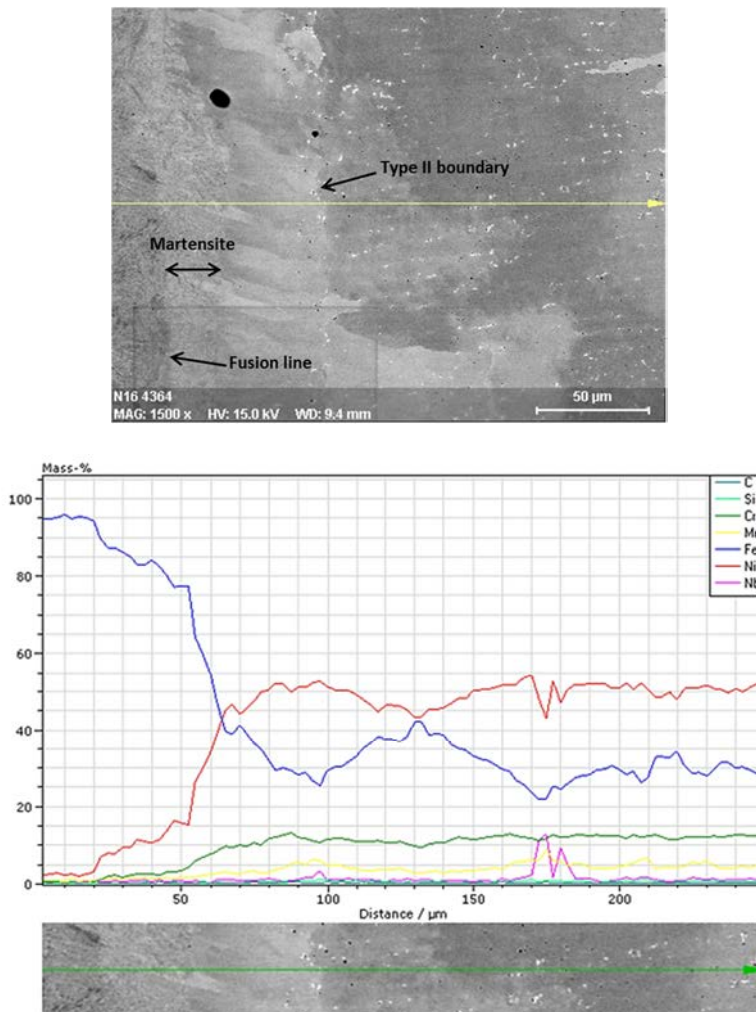 Type II boundary
Martensite
Fusion line
N16 4364
MAG: 1500 x HV: 15.0 kV WD: 9.4 mm
50 µm
Mass-%
100
80
60
40
20
0
C
Si
Cr
Mn
Fe
Ni
Nb
50
100
150
200
Distance / µm